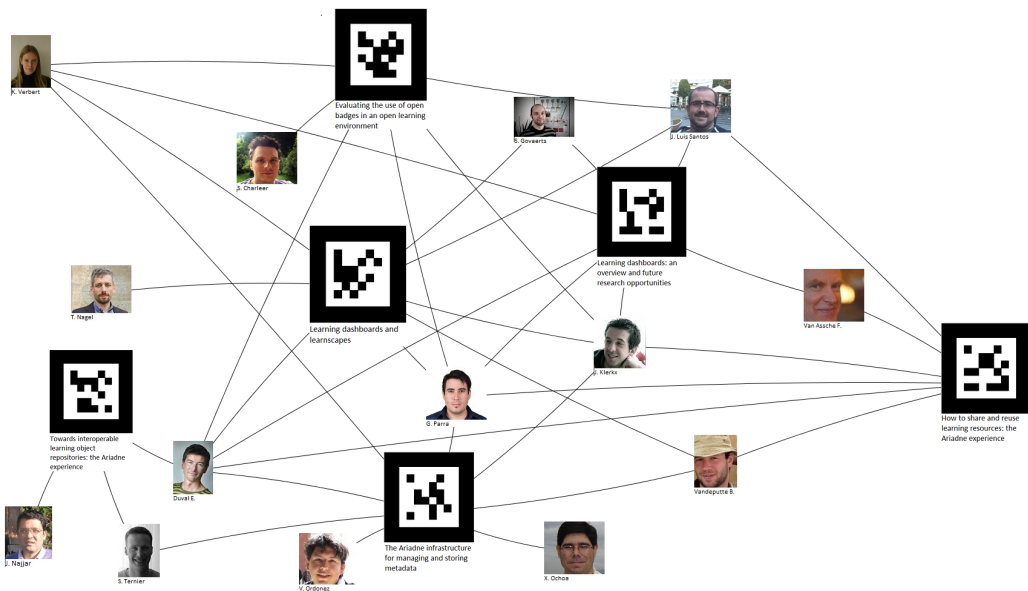 K. Verbert
Evaluating the use of open
badges in an open learning
environment
S. Govaerts
J. Luis Santos
S. Charleer
Learning dashboards: an
overview and future
research opportunities
T. Nagel
Van Assche F.
Learning dashboards and
learnscapes
J. Klerkx
How to share and reuse
learning resources: the
Ariadne experience
G. Parra
Towards interoperable
learning object
repositories: the Ariadne
experience
Duval E.
Vandeputte B.
The Ariadne infrastructure
for managing and storing
metadata
J. Najjar
S. Ternier
V. Ordonez
X. Ochoa